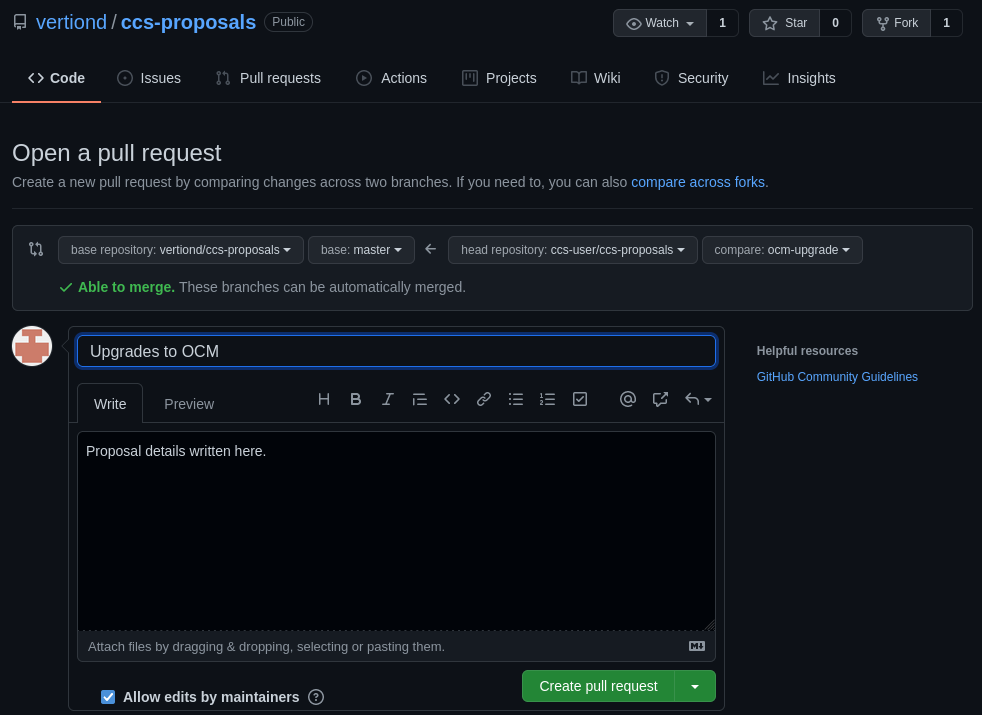 vertiond / ccs-proposals Public Watch 1 Star 0 Fork 1
Code Issues Pull requests Actions Projects Wiki Security Insights
Open a pull request
Create a new pull request by comparing changes across two branches. If you need to, you can also compare across forks.
base repository: vertiond/ccs-proposals base: master head repository: ccs-user/ccs-proposals compare: ocm-upgrade
Able to merge. These branches can be automatically merged.
Upgrades to OCM
Helpful resources
GitHub Community Guidelines
Write Preview
Proposal details written here.
Attach files by dragging & dropping, selecting or pasting them.
Create pull request
Allow edits by maintainers